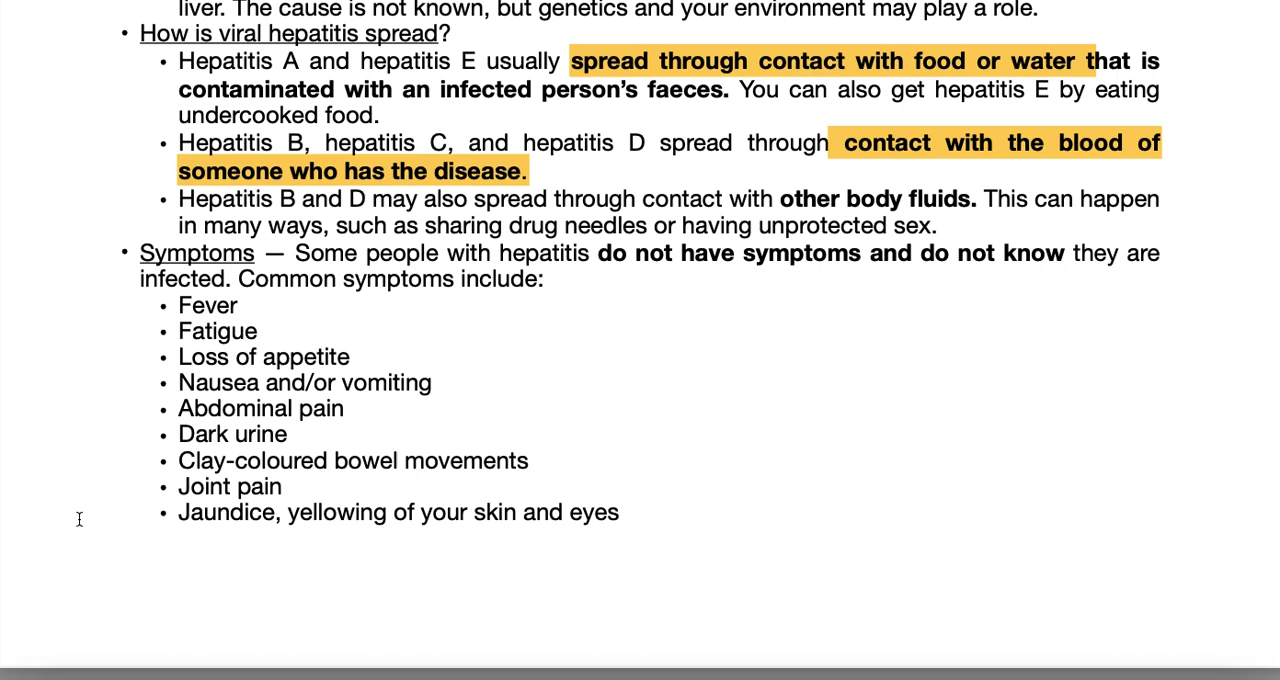 liver. The cause is not known, but genetics and your environment may play a role.
• How is viral hepatitis spread?
• Hepatitis A and hepatitis E usually spread through contact with food or water that is
contaminated with an infected person’s faeces. You can also get hepatitis E by eating
undercooked food.
• Hepatitis B, hepatitis C, and hepatitis D spread through contact with the blood of
someone who has the disease.
• Hepatitis B and D may also spread through contact with other body fluids. This can happen
in many ways, such as sharing drug needles or having unprotected sex.
• Symptoms — Some people with hepatitis do not have symptoms and do not know they are
infected. Common symptoms include:
• Fever
• Fatigue
• Loss of appetite
• Nausea and/or vomiting
• Abdominal pain
• Dark urine
• Clay-coloured bowel movements
• Joint pain
• Jaundice, yellowing of your skin and eyes